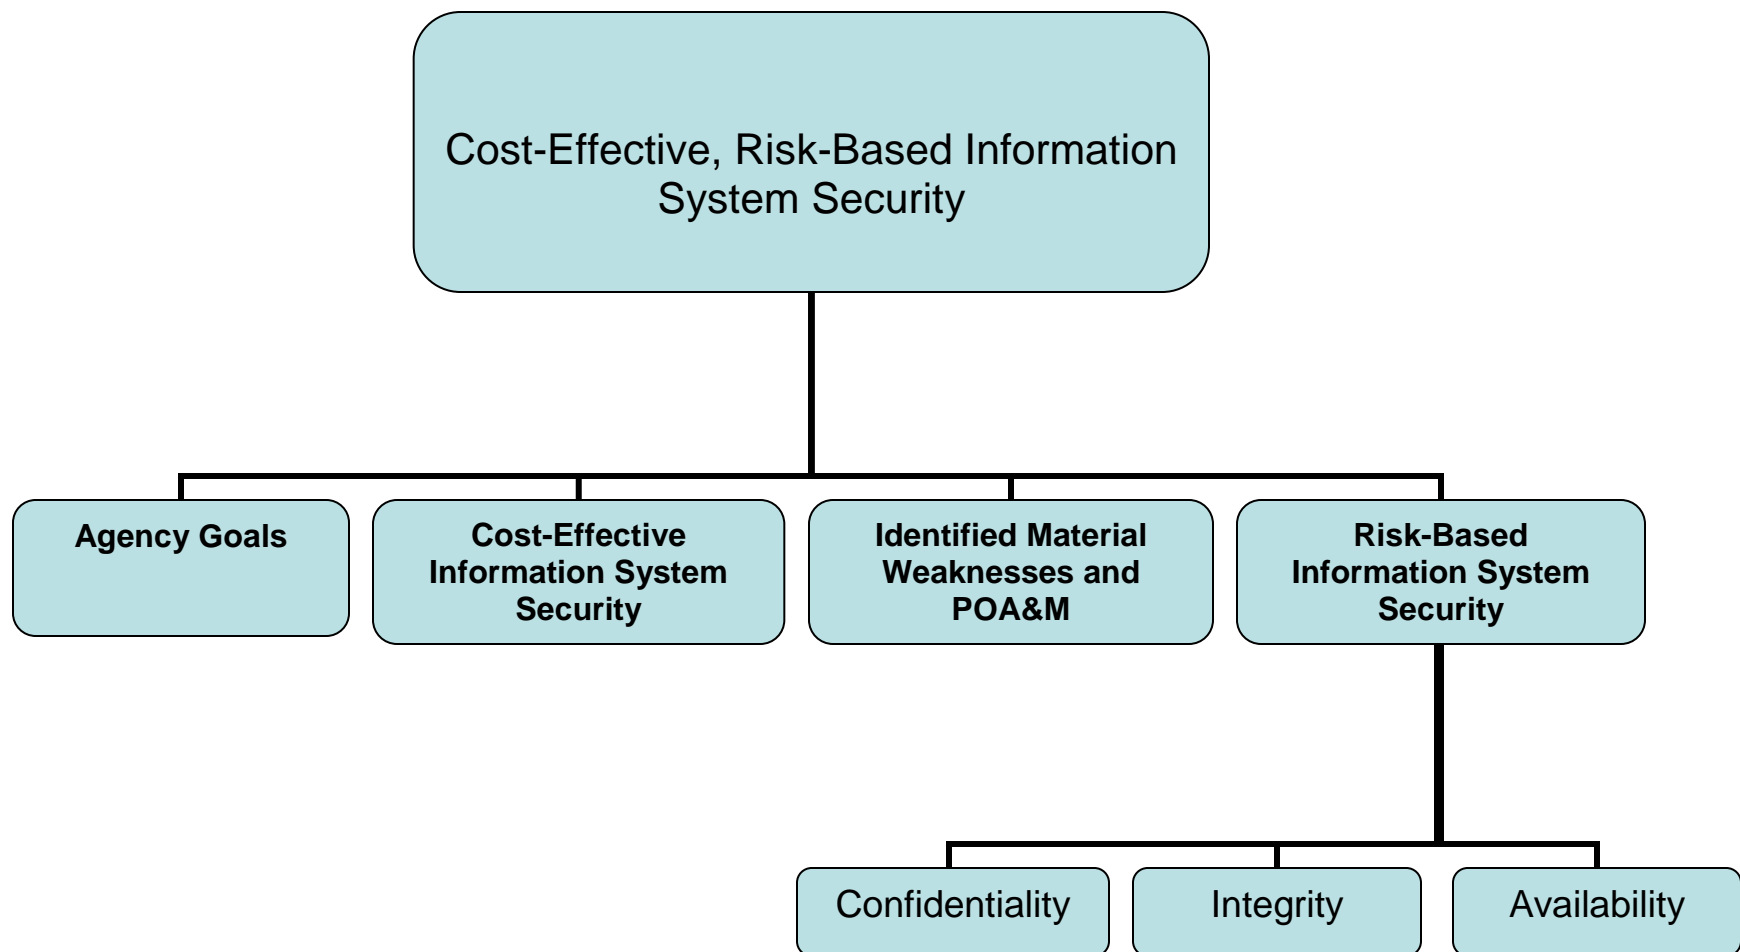 Cost-Effective, Risk-Based Information
System Security
Agency Goals
Cost-Effective
Information System
Security
Identified Material
Weaknesses and
POA&M
Risk-Based
Information System
Security
Confidentiality
Integrity
Availability